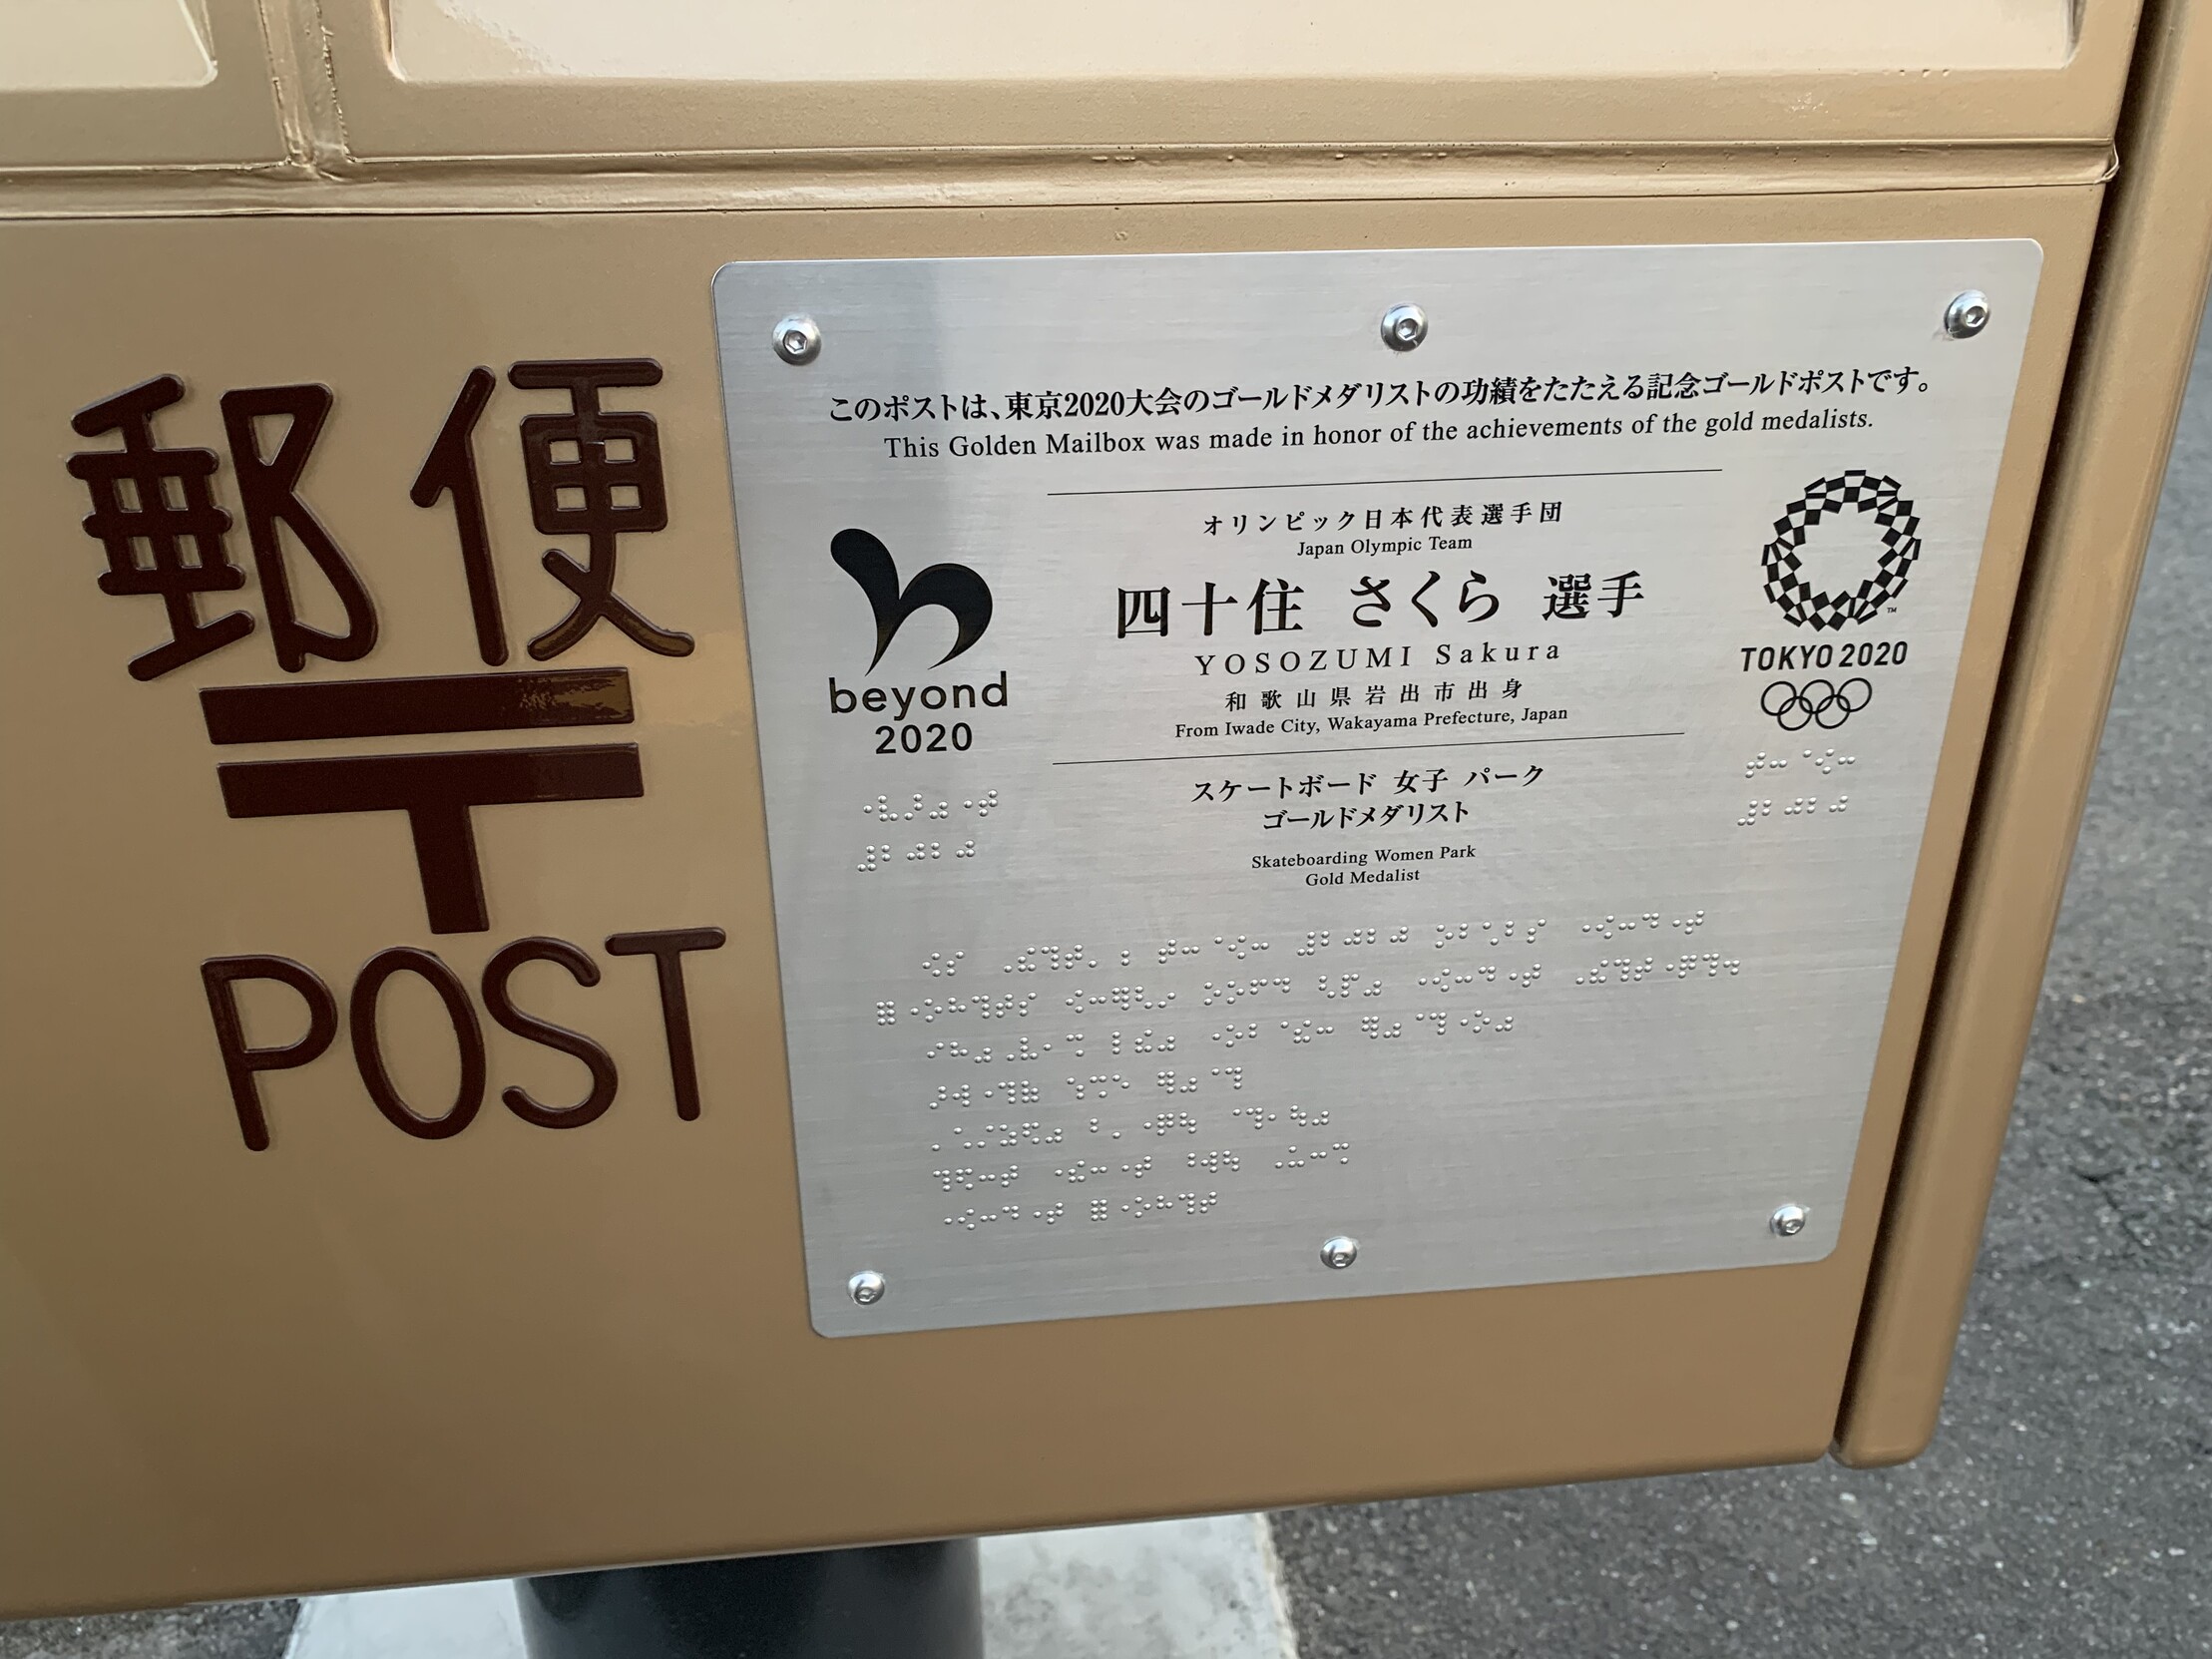 郵便
〒
POST
このポストは、東京2020大会のゴールドメダリストの功績をたたえる記念ゴールドポストです。
This Golden Mailbox was made in honor of the achievements of the gold medalists.
オリンピック日本代表選手団
Japan Olympic Team
四十住 さくら 選手
YOSOZUMI Sakura
和歌山県岩出市出身
From Iwade City, Wakayama Prefecture, Japan
beyond
2020
TM
TOKYO 2020
スケートボード 女子 パーク
ゴールドメダリスト
Skateboarding Women Park
Gold Medalist